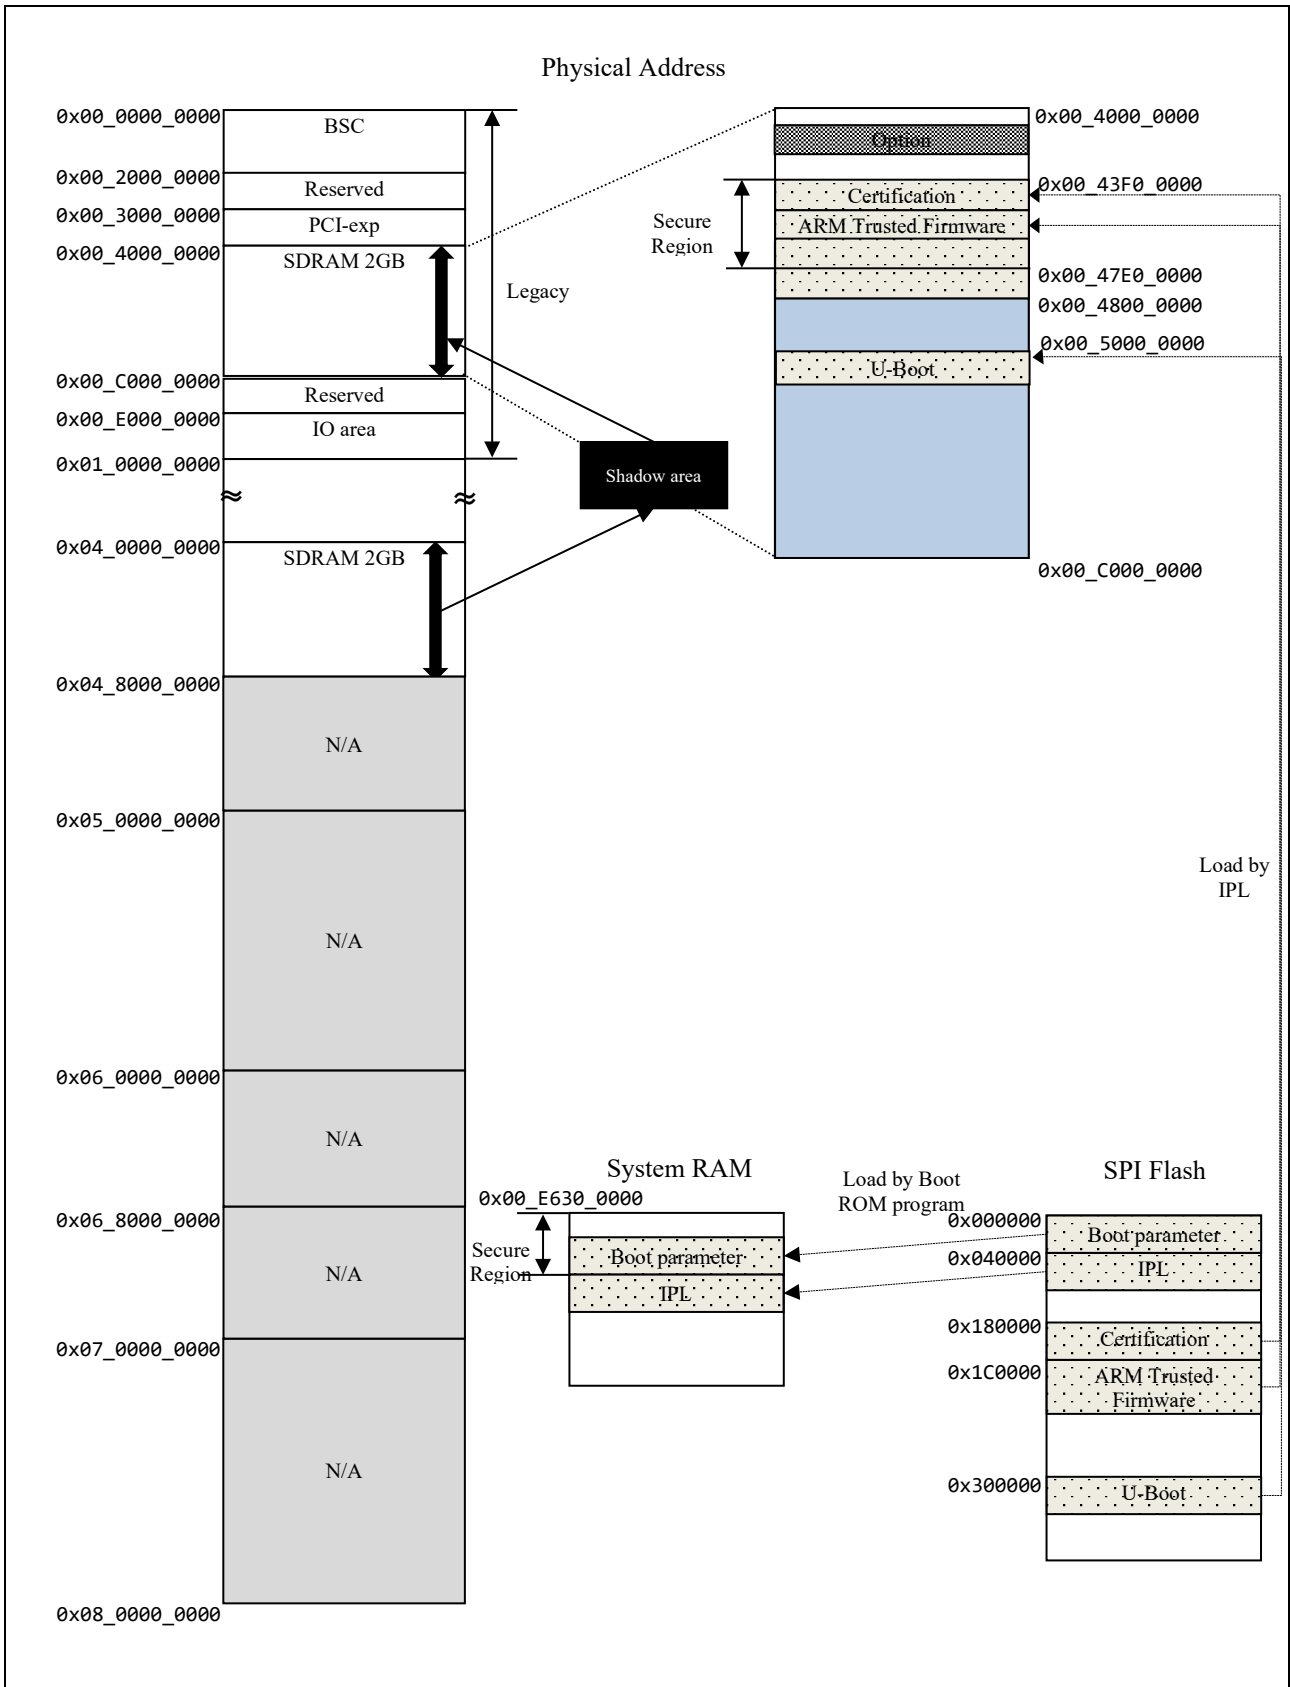 Physical Address
0x00_0000_0000
BSC
0x00_2000_0000
Reserved
0x00_3000_0000
PCI-exp
0x00_4000_0000
SDRAM 2GB
Legacy
0x00_C000_0000
Reserved
0x00_E000_0000
IO area
0x01_0000_0000
≈
≈
0x04_0000_0000
SDRAM 2GB
0x04_8000_0000
N/A
0x05_0000_0000
N/A
0x06_0000_0000
N/A
0x06_8000_0000
N/A
0x07_0000_0000
N/A
0x08_0000_0000
Shadow area
0x00_4000_0000
Option
0x00_43F0_0000
Certification
Secure
Region
ARM Trusted Firmware
0x00_47E0_0000
0x00_4800_0000
0x00_5000_0000
U-Boot
0x00_C000_0000
Load by
IPL
System RAM
0x00_E630_0000
Secure
Region
Boot parameter
IPL
Load by Boot
ROM program
SPI Flash
0x000000
Boot parameter
0x040000
IPL
0x180000
Certification
0x1C0000
ARM Trusted
Firmware
0x300000
U-Boot